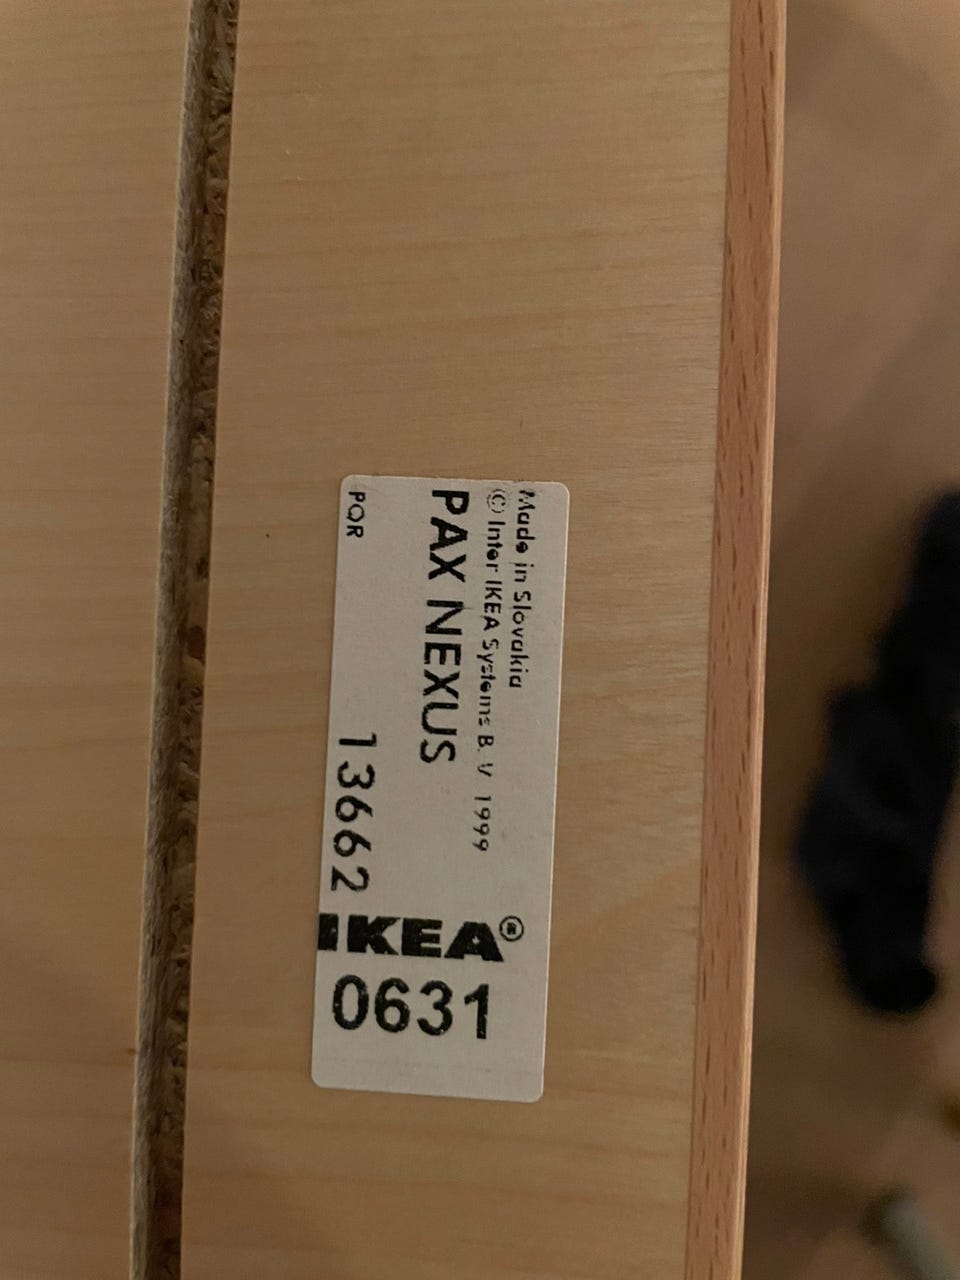 Made in Slovakia
© Inter IKEA Systems B. V 1999
PAX NEXUS
PQR
13662
IKEA®
0631